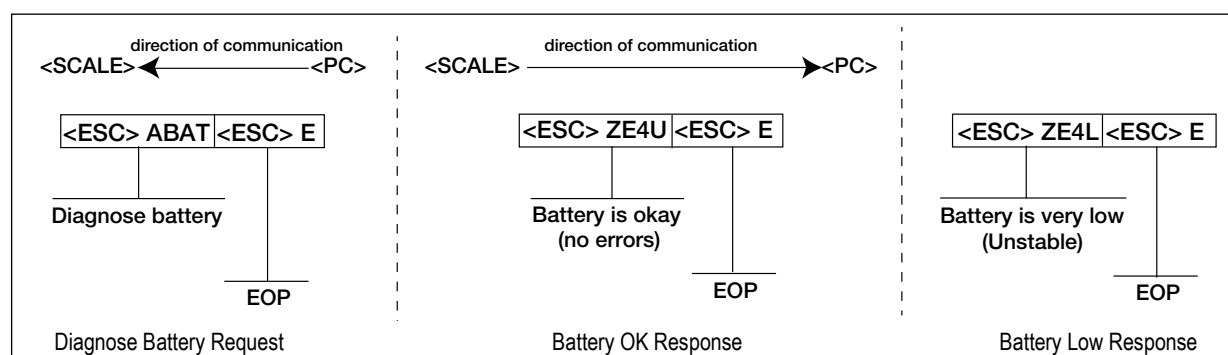 direction of communication
<SCALE> <PC>
<ESC> ABAT <ESC> E
Diagnose battery
EOP
Diagnose Battery Request
direction of communication
<SCALE> <PC>
<ESC> ZE4U <ESC> E
Battery is okay
(no errors)
EOP
Battery OK Response
<ESC> ZE4L <ESC> E
Battery is very low
(Unstable)
EOP
Battery Low Response